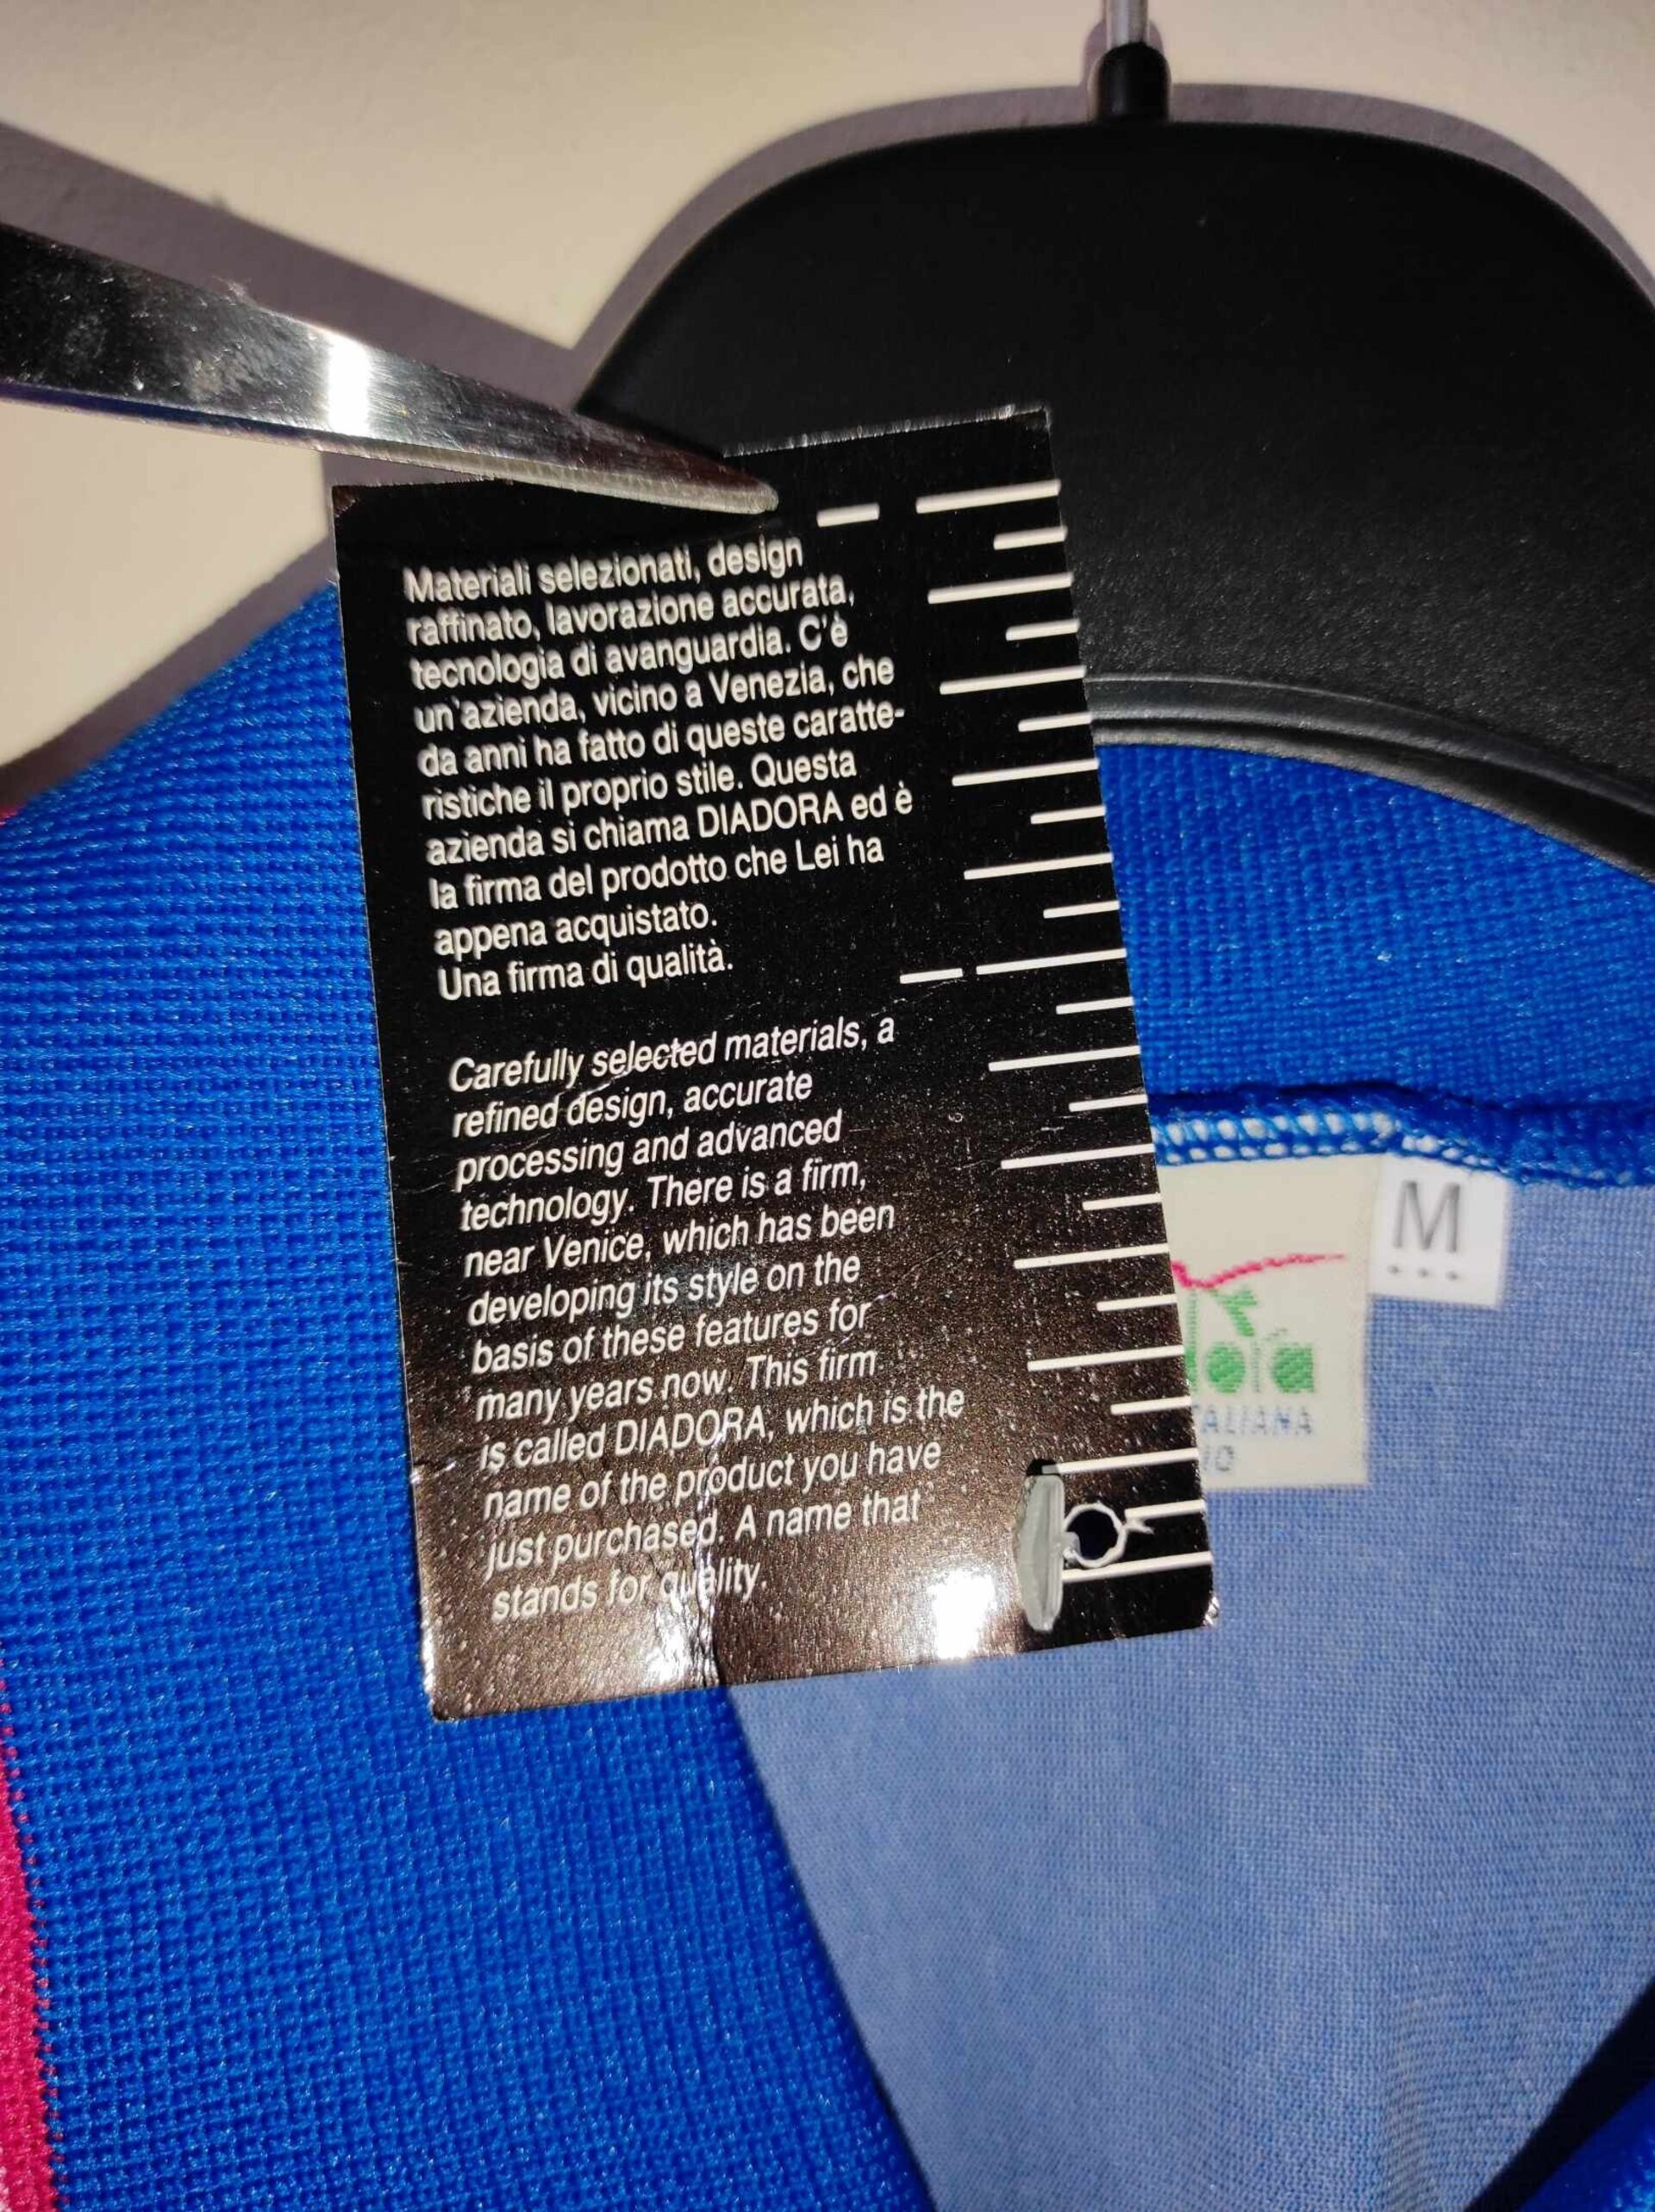 Materiali selezionati, design
raffinato, lavorazione accurata,
tecnologia di avanguardia. C'è
un'azienda, vicino a Venezia, che
da anni ha fatto di queste caratte-
ristiche il proprio stile. Questa
azienda si chiama DIADORA ed è
la firma del prodotto che Lei ha
appena acquistato.
Una firma di qualità.
Carefully selected materials, a
refined design, accurate
processing and advanced
technology. There is a firm,
near Venice, which has been
developing its style on the
basis of these features for
many years now. This firm
is called DIADORA, which is the
name of the product you have
just purchased. A name that
stands for quality.
M